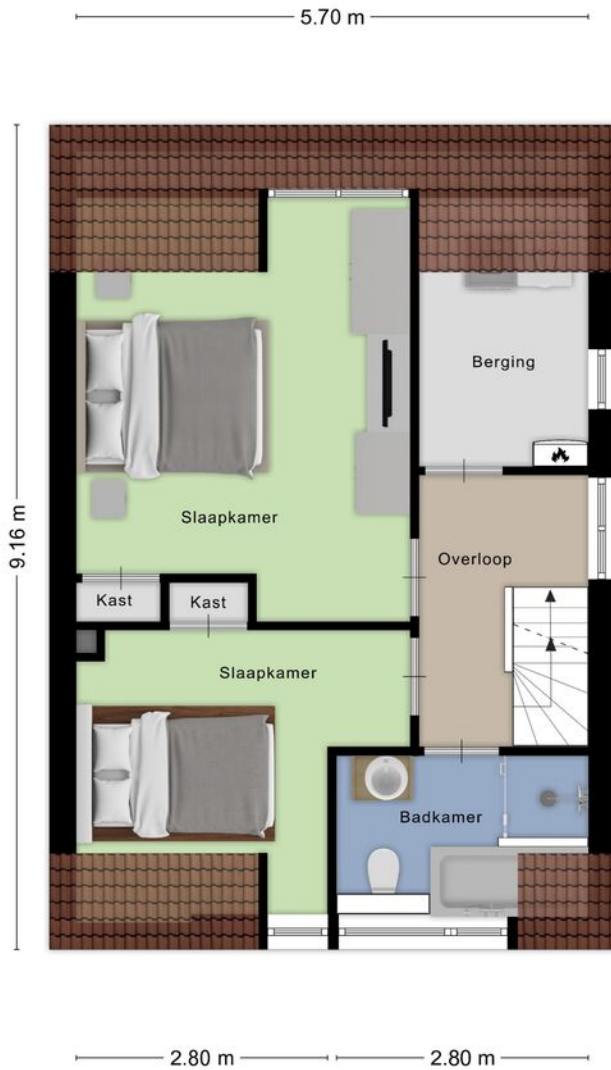 5.70 m
9.16 m
Berging
Slaapkamer
Overloop
Kast
Kast
Slaapkamer
Badkamer
2.80 m
2.80 m